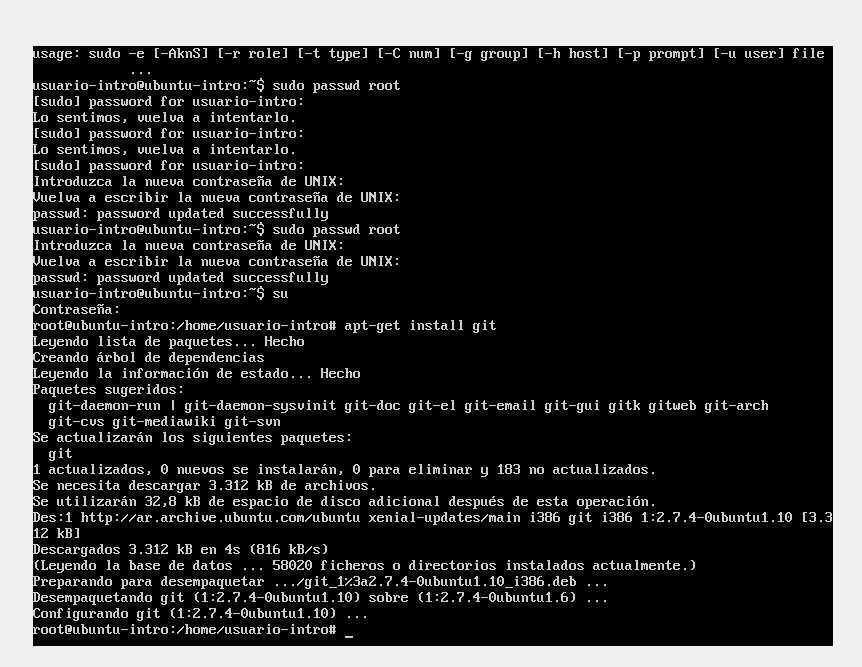 usage: sudo -e [-AknS] [-r role] [-t type] [-C num] [-g group] [-h host] [-p prompt] [-u user] file
...
usuario-intro@ubuntu-intro:~$ sudo passwd root
[sudo] password for usuario-intro:
Lo sentimos, vuelva a intentarlo.
[sudo] password for usuario-intro:
Lo sentimos, vuelva a intentarlo.
[sudo] password for usuario-intro:
Introduzca la nueva contraseña de UNIX:
Vuelva a escribir la nueva contraseña de UNIX:
passwd: password updated successfully
usuario-intro@ubuntu-intro:~$ sudo passwd root
Introduzca la nueva contraseña de UNIX:
Vuelva a escribir la nueva contraseña de UNIX:
passwd: password updated successfully
usuario-intro@ubuntu-intro:~$ su
Contraseña:
root@ubuntu-intro:/home/usuario-intro# apt-get install git
Leyendo lista de paquetes... Hecho
Creando árbol de dependencias
Leyendo la información de estado... Hecho
Paquetes sugeridos:
  git-daemon-run | git-daemon-sysvinit git-doc git-el git-email git-gui gitk gitweb git-arch
  git-cvs git-mediawiki git-svn
Se actualizarán los siguientes paquetes:
  git
1 actualizados, 0 nuevos se instalarán, 0 para eliminar y 183 no actualizados.
Se necesita descargar 3.312 kB de archivos.
Se utilizarán 32,8 kB de espacio de disco adicional después de esta operación.
Des:1 http://ar.archive.ubuntu.com/ubuntu xenial-updates/main i386 git i386 1:2.7.4-0ubuntu1.10 [3.3
12 kB]
Descargados 3.312 kB en 4s (816 kB/s)
(Leyendo la base de datos ... 58020 ficheros o directorios instalados actualmente.)
Preparando para desempaquetar .../git_1%3a2.7.4-0ubuntu1.10_i386.deb ...
Desempaquetando git (1:2.7.4-0ubuntu1.10) sobre (1:2.7.4-0ubuntu1.6) ...
Configurando git (1:2.7.4-0ubuntu1.10) ...
root@ubuntu-intro:/home/usuario-intro# _